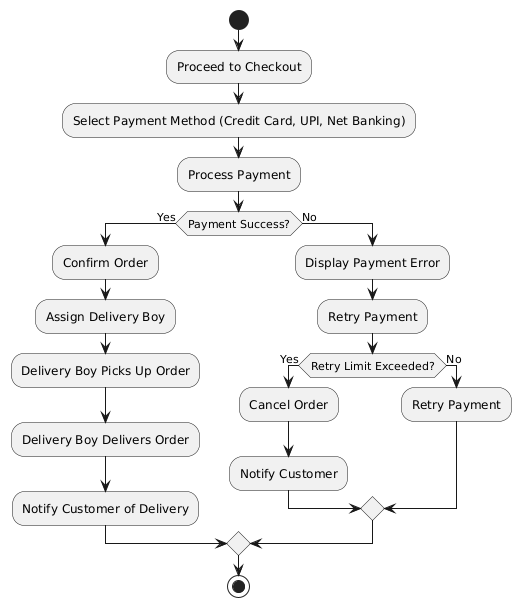 Proceed to Checkout
Select Payment Method (Credit Card, UPI, Net Banking)
Process Payment
Yes
Payment Success?
No
Confirm Order
Display Payment Error
Assign Delivery Boy
Retry Payment
Yes
Retry Limit Exceeded?
No
Delivery Boy Picks Up Order
Cancel Order
Retry Payment
Delivery Boy Delivers Order
Notify Customer
Notify Customer of Delivery